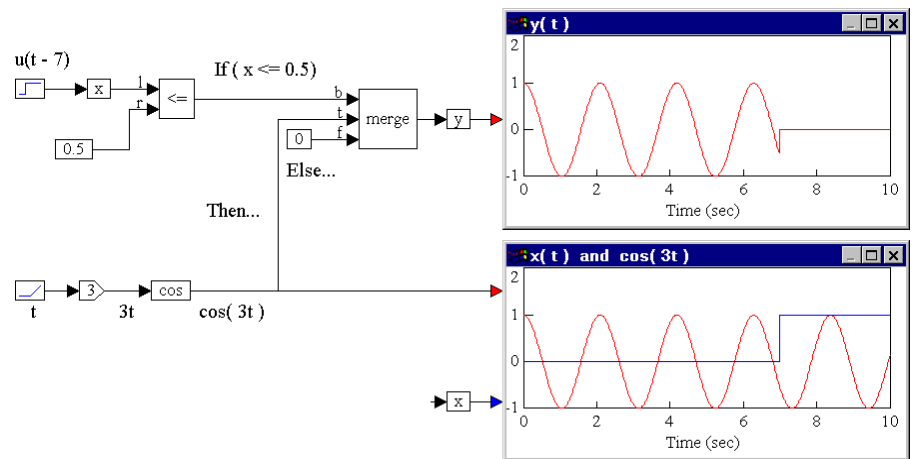 u(t - 7)
x
l
r
<=
0.5
If ( x <= 0.5)
b
t
f
0
merge
y
Else...
Then...
t
3
3t
cos
cos( 3t )
x
y( t )
2
1
0
-1
0 2 4 6 8 10
Time (sec)
x( t ) and cos( 3t )
2
1
0
-1
0 2 4 6 8 10
Time (sec)